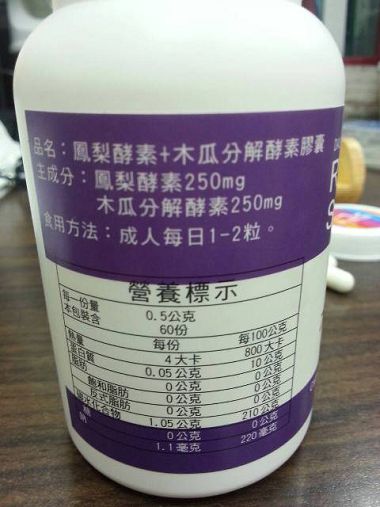 品名：鳳梨酵素+木瓜分解酵素膠囊
主成分：鳳梨酵素250mg
木瓜分解酵素250mg
食用方法：成人每日1-2粒。
營養標示
每一份量 0.5公克
本包裝含 60份
每份 每100公克
熱量 4大卡 800大卡
蛋白質 0.05公克 10公克
脂肪 0公克 0公克
飽和脂肪 0公克 0公克
反式脂肪 0公克 0公克
碳水化合物 1.05公克 210公克
糖 0公克 0公克
鈉 1.1毫克 220毫克